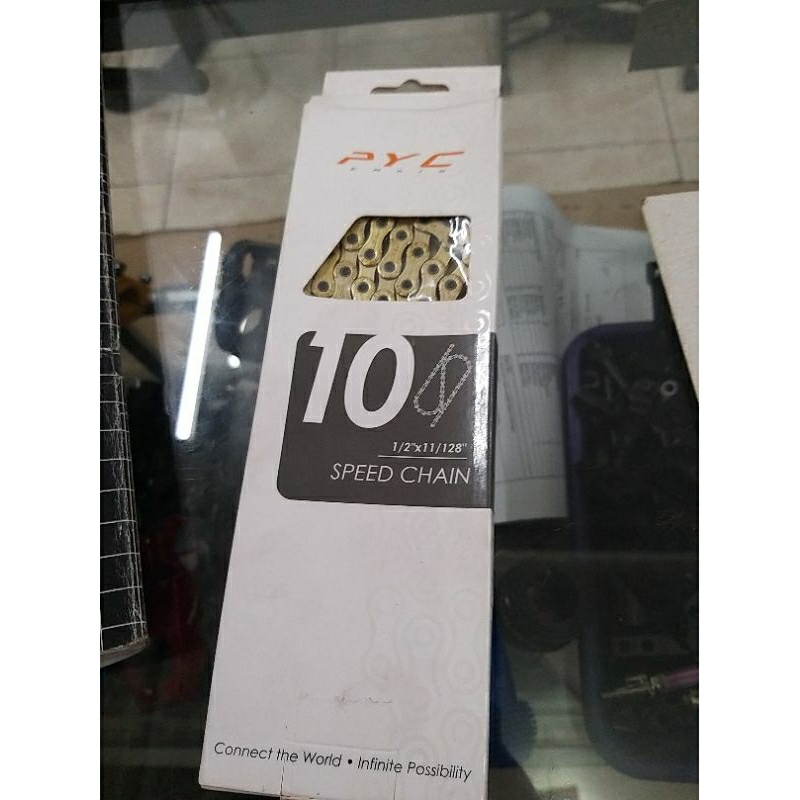 PYC
CHAIN
10
1/2"x11/128"
SPEED CHAIN
Connect the World • Infinite Possibility